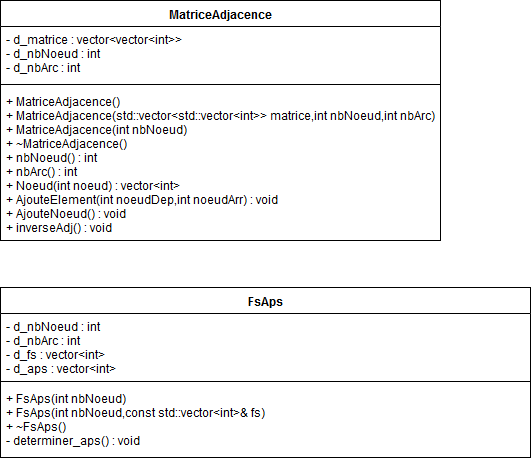 MatriceAdjacence
- d_matrice : vector<vector<int>>
- d_nbNoeud : int
- d_nbArc : int
+ MatriceAdjacence()
+ MatriceAdjacence(std::vector<std::vector<int>> matrice,int nbNoeud,int nbArc)
+ MatriceAdjacence(int nbNoeud)
+ ~MatriceAdjacence()
+ nbNoeud() : int
+ nbArc() : int
+ Noeud(int noeud) : vector<int>
+ AjouteElement(int noeudDep,int noeudArr) : void
+ AjouteNoeud() : void
+ inverseAdj() : void
FsAps
- d_nbNoeud : int
- d_nbArc : int
- d_fs : vector<int>
- d_aps : vector<int>
+ FsAps(int nbNoeud)
+ FsAps(int nbNoeud,const std::vector<int>& fs)
+ ~FsAps()
- determiner_aps() : void